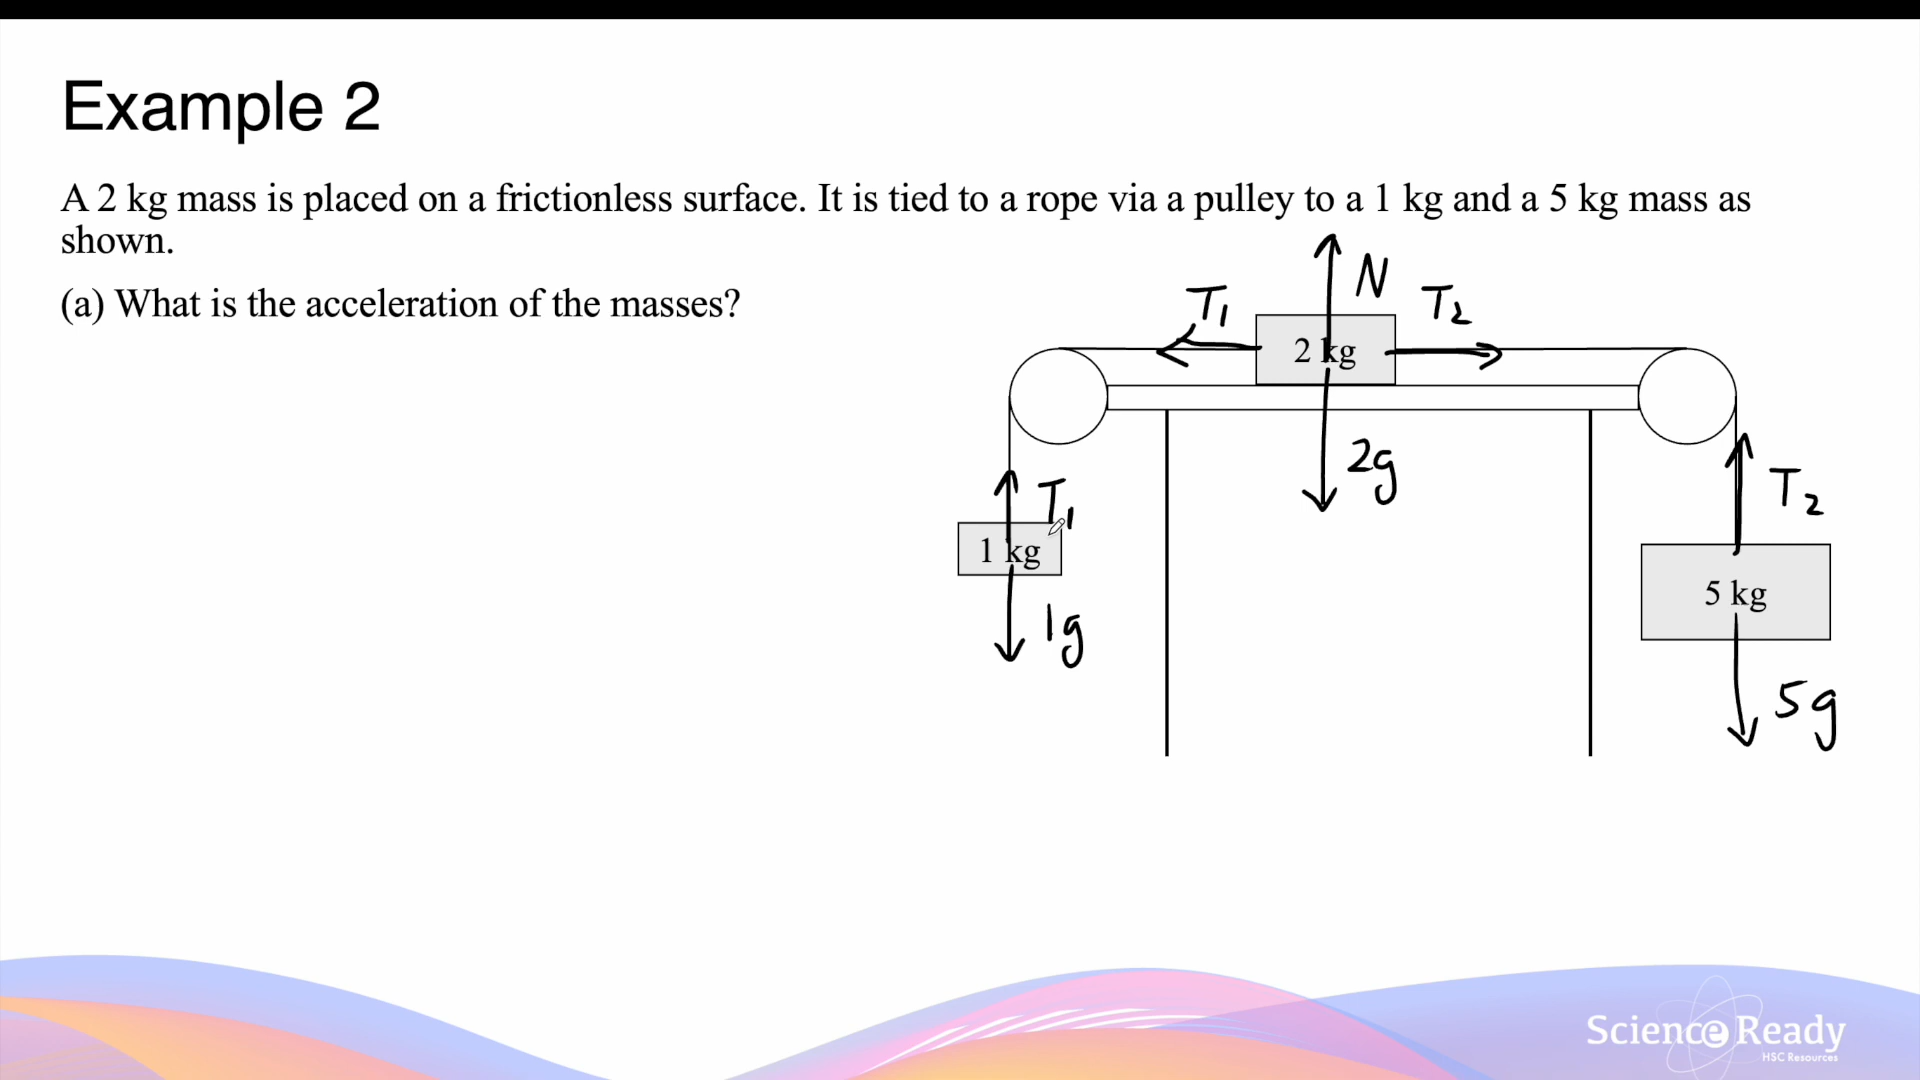 Example 2
A 2 kg mass is placed on a frictionless surface. It is tied to a rope via a pulley to a 1 kg and a 5 kg mass as
shown.
(a) What is the acceleration of the masses?
N
T₁
T₂
2 kg
2g
T₁
T₂
1 kg
5 kg
1g
5g
Science Ready
HSC Resources